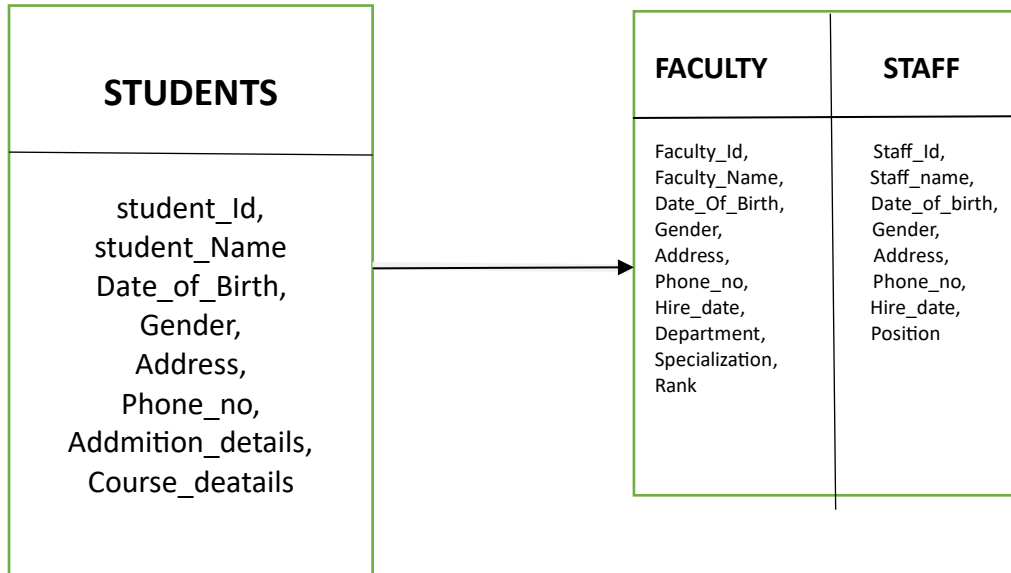 STUDENTS
student_Id,
student_Name
Date_of_Birth,
Gender,
Address,
Phone_no,
Addmition_details,
Course_deatails
FACULTY
Faculty_Id,
Faculty_Name,
Date_Of_Birth,
Gender,
Address,
Phone_no,
Hire_date,
Department,
Specialization,
Rank
STAFF
Staff_Id,
Staff_name,
Date_of_birth,
Gender,
Address,
Phone_no,
Hire_date,
Position